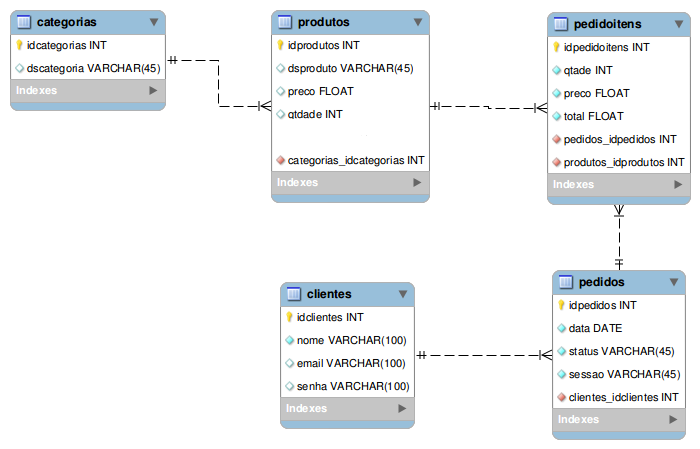 categorias
idcategorias INT
dscategoria VARCHAR(45)
Indexes
produtos
idprodutos INT
dsproduto VARCHAR(45)
preco FLOAT
qtdade INT
categorias_idcategorias INT
Indexes
pedidoitens
idpedidoitens INT
qtade INT
preco FLOAT
total FLOAT
pedidos_idpedidos INT
produtos_idprodutos INT
Indexes
clientes
idclientes INT
nome VARCHAR(100)
email VARCHAR(100)
senha VARCHAR(100)
Indexes
pedidos
idpedidos INT
data DATE
status VARCHAR(45)
sessao VARCHAR(45)
clientes_idclientes INT
Indexes